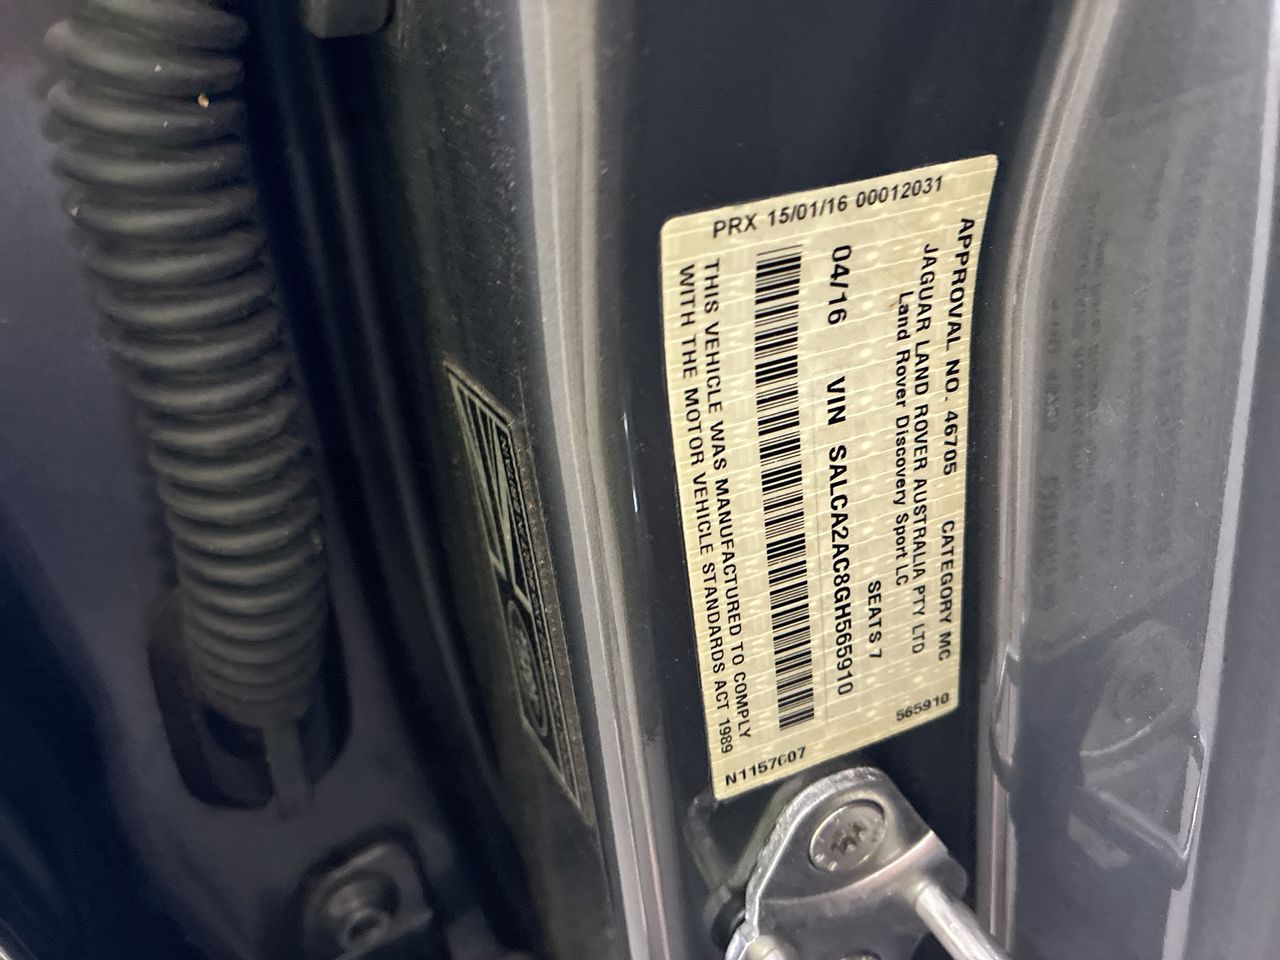 PRX 15/01/16 00012031
APPROVAL NO. 46705 CATEGORY MC
JAGUAR LAND ROVER AUSTRALIA PTY LTD
Land Rover Discovery Sport LC
SEATS 7
565910
04/16 VIN SALCA2AC8GH565910
THIS VEHICLE WAS MANUFACTURED TO COMPLY
WITH THE MOTOR VEHICLE STANDARDS ACT 1989
N1157607